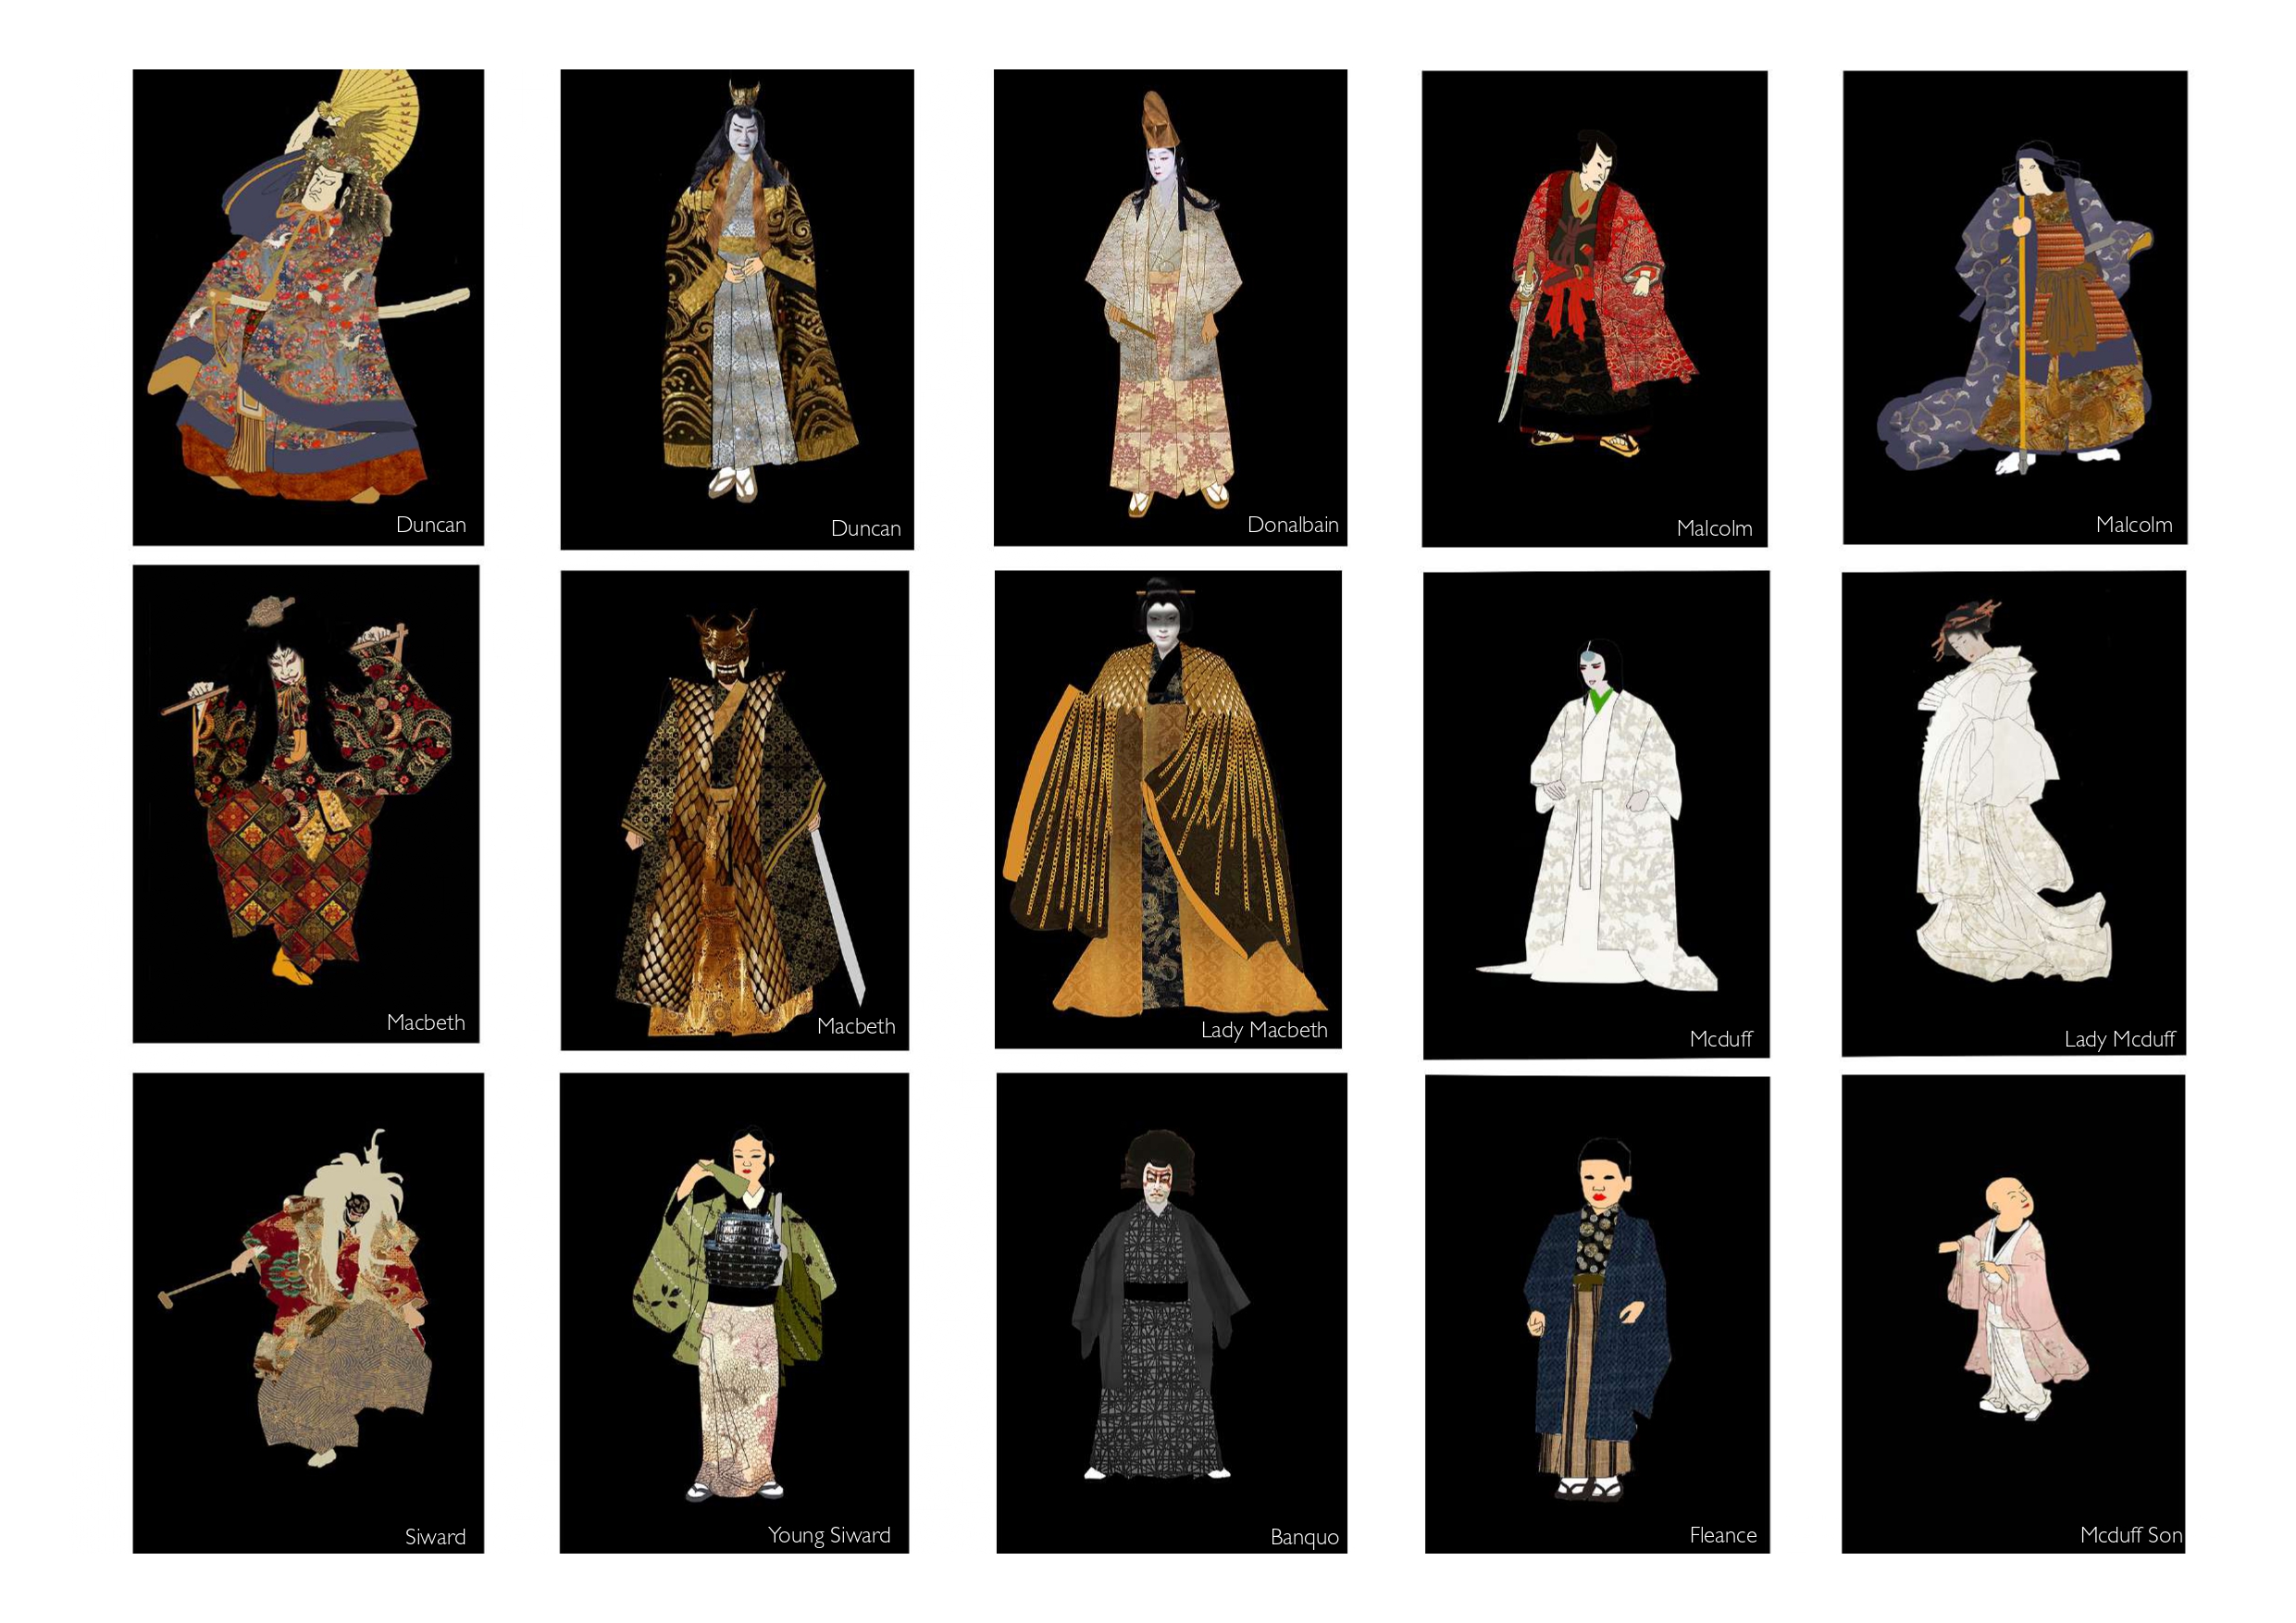 Duncan
Duncan
Donalbain
Malcolm
Malcolm
Macbeth
Macbeth
Lady Macbeth
Mcduff
Lady Mcduff
Siward
Young Siward
Banquo
Fleance
Mcduff Son